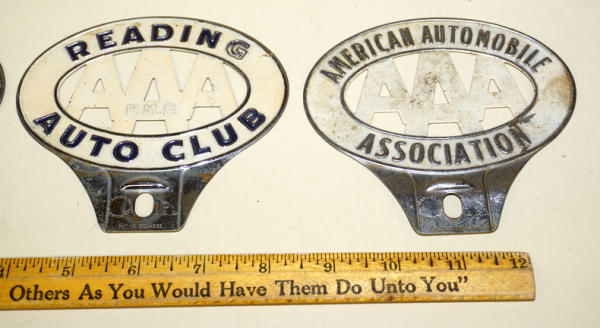 READING
AAA
P.M.F.
AUTO CLUB
AMERICAN AUTOMOBILE
AAA
ASSOCIATION
5 6 7 8 9 10 11 12
Others As You Would Have Them Do Unto You"